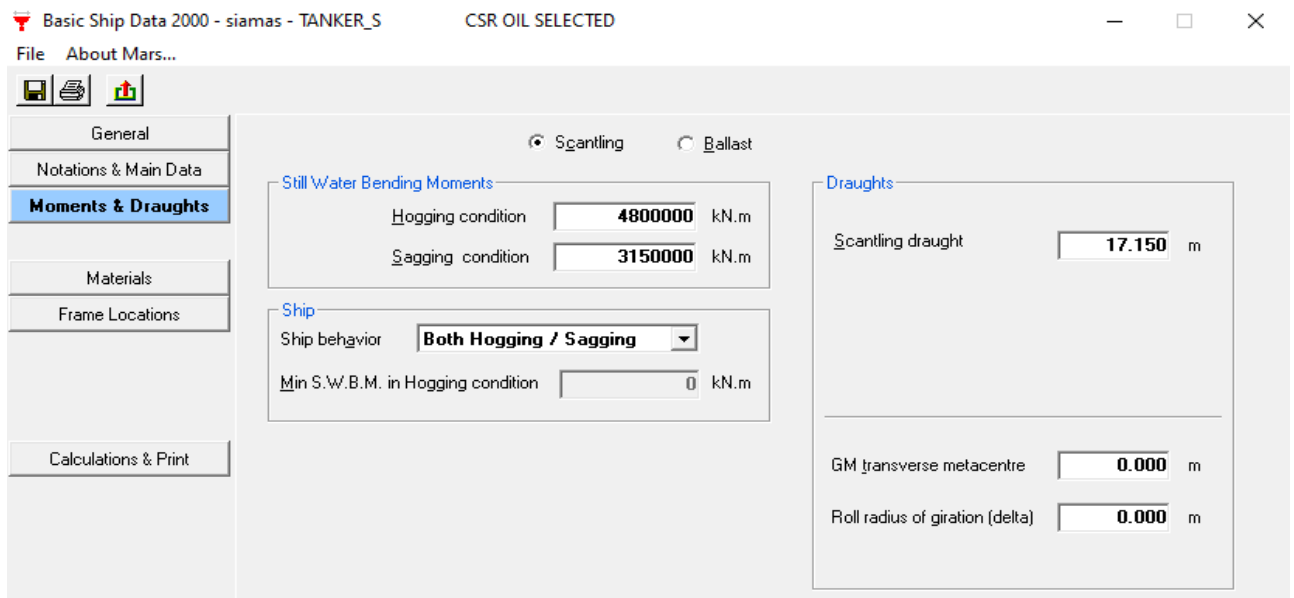 Basic Ship Data 2000 - siamas - TANKER_S CSR OIL SELECTED
File About Mars...
General
Notations & Main Data
Moments & Draughts
Materials
Frame Locations
Calculations & Print
Scantling Ballast
Still Water Bending Moments
Hogging condition 4800000 kN.m
Sagging condition 3150000 kN.m
Ship
Ship behavior Both Hogging / Sagging
Min S.W.B.M. in Hogging condition 0 kN.m
Draughts
Scantling draught 17.150 m
GM transverse metacentre 0.000 m
Roll radius of giration (delta) 0.000 m